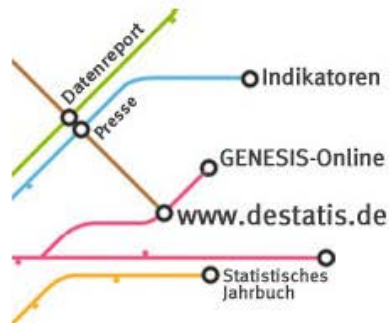 Datenreport
Presse
Indikatoren
GENESIS-Online
www.destatis.de
Statistisches
Jahrbuch